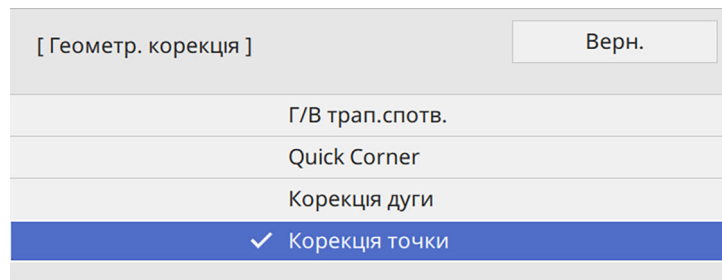 [ Геометр. корекція ]
Верн.
Г/В трап.спотв.
Quick Corner
Корекція дуги
Корекція точки